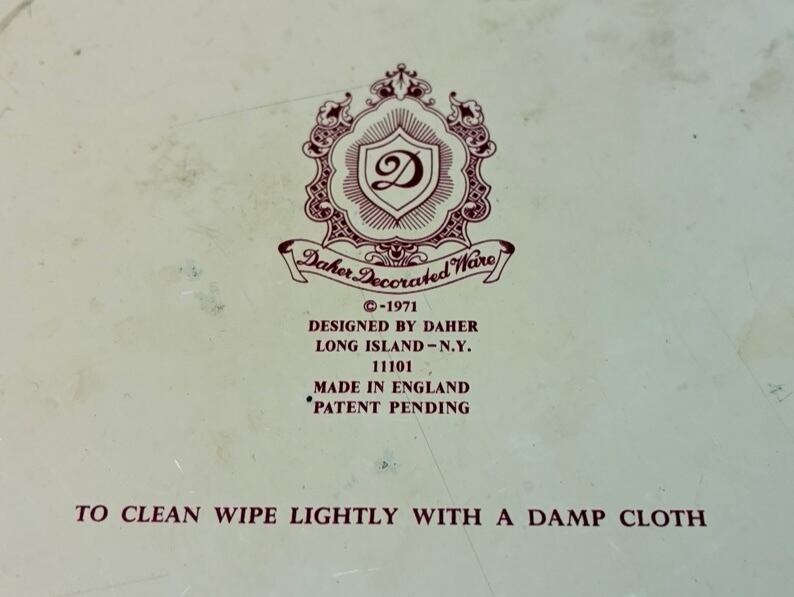 D
Daher Decorated Ware
©-1971
DESIGNED BY DAHER
LONG ISLAND-N.Y.
11101
MADE IN ENGLAND
PATENT PENDING
TO CLEAN WIPE LIGHTLY WITH A DAMP CLOTH